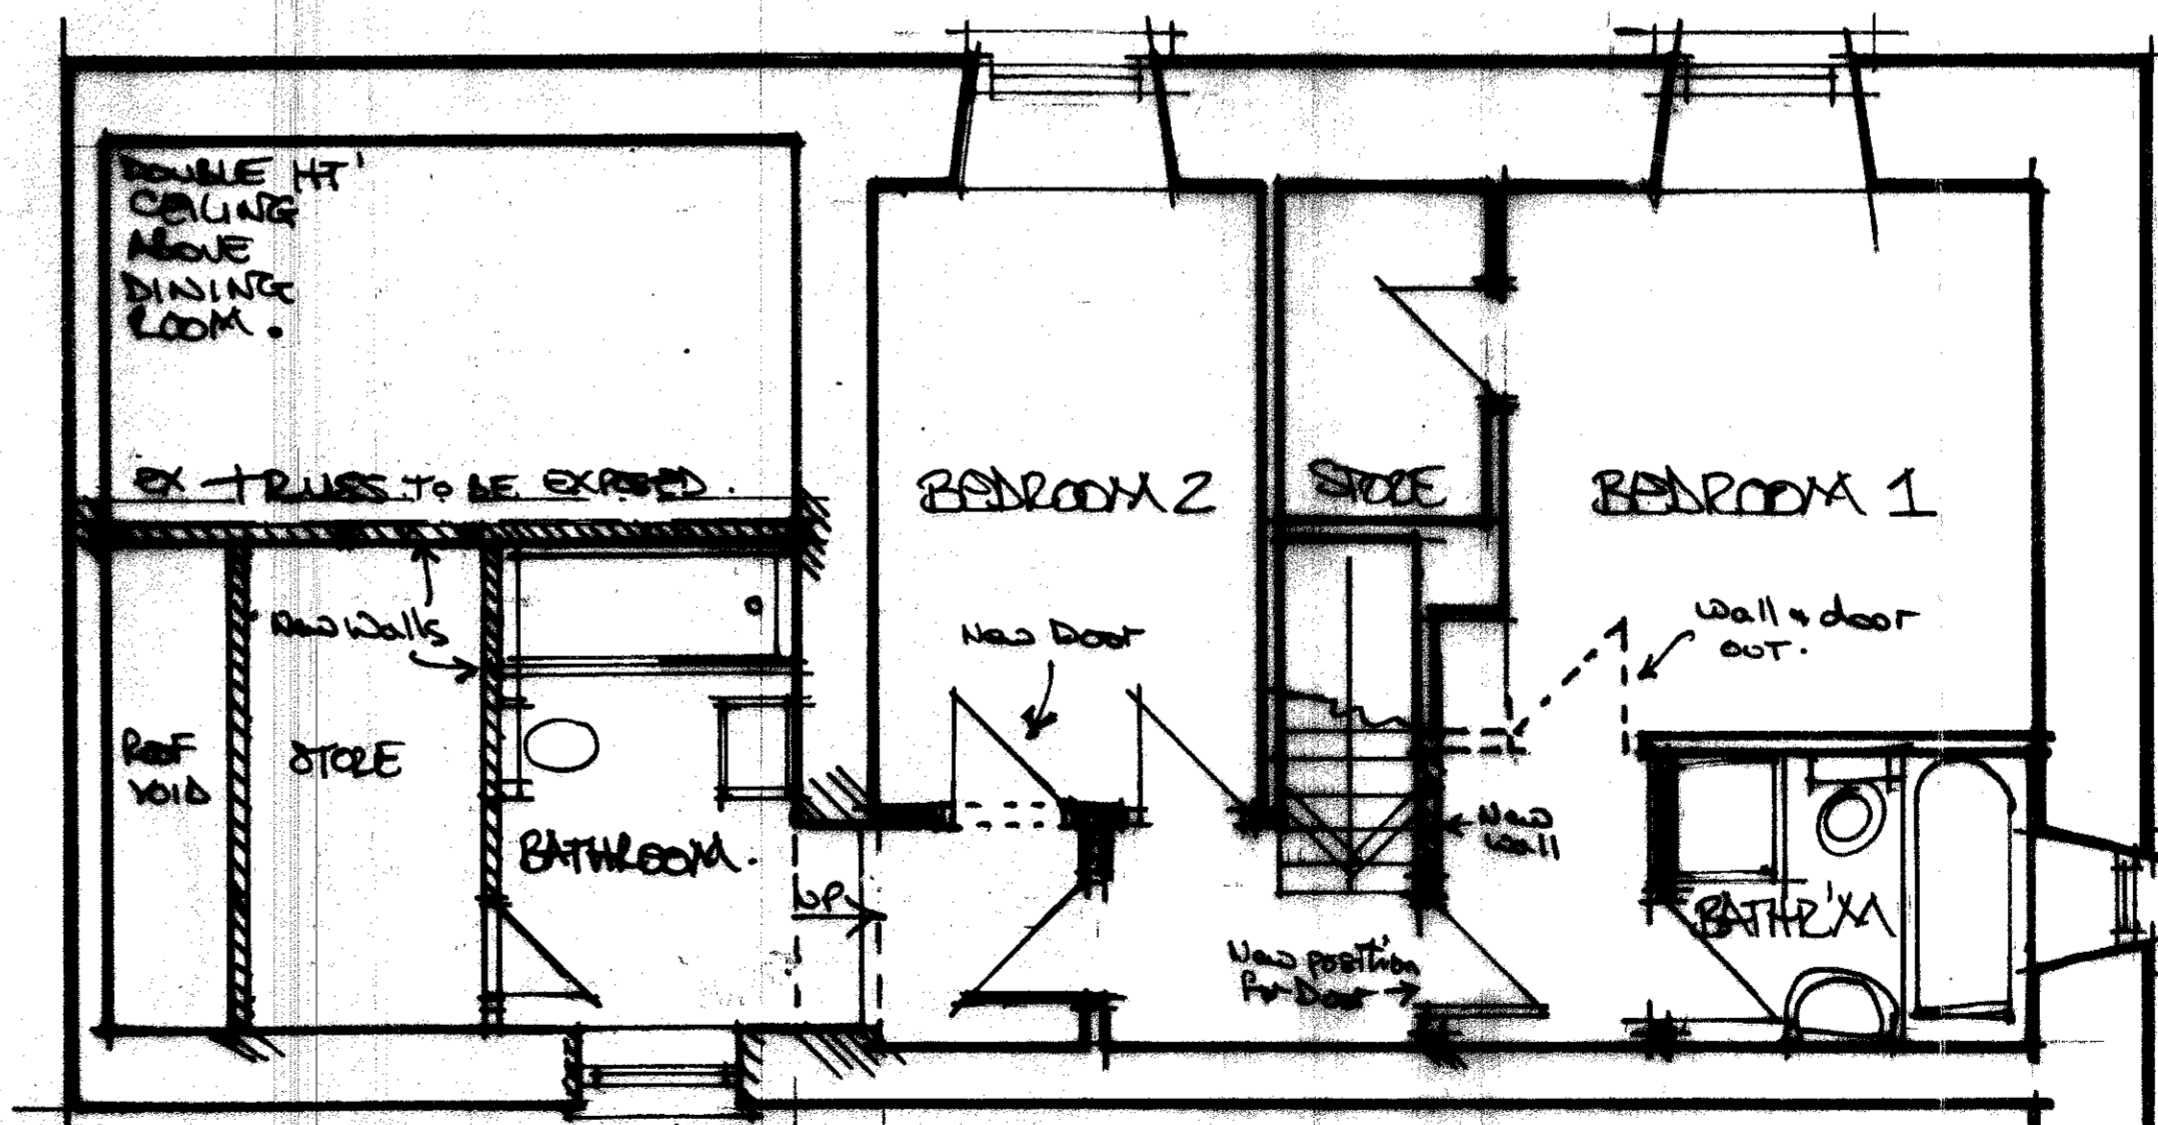 DOUBLE HT'
CEILING
ABOVE
DINING
ROOM.
EX TRUSS TO BE EXPOSED.
New Walls
ROOF
VOID
STORE
BATHROOM.
UP
BEDROOM 2
New Door
STORE
BEDROOM 1
Wall & door
OUT.
New
Wall
New position
for Door
BATHR'M